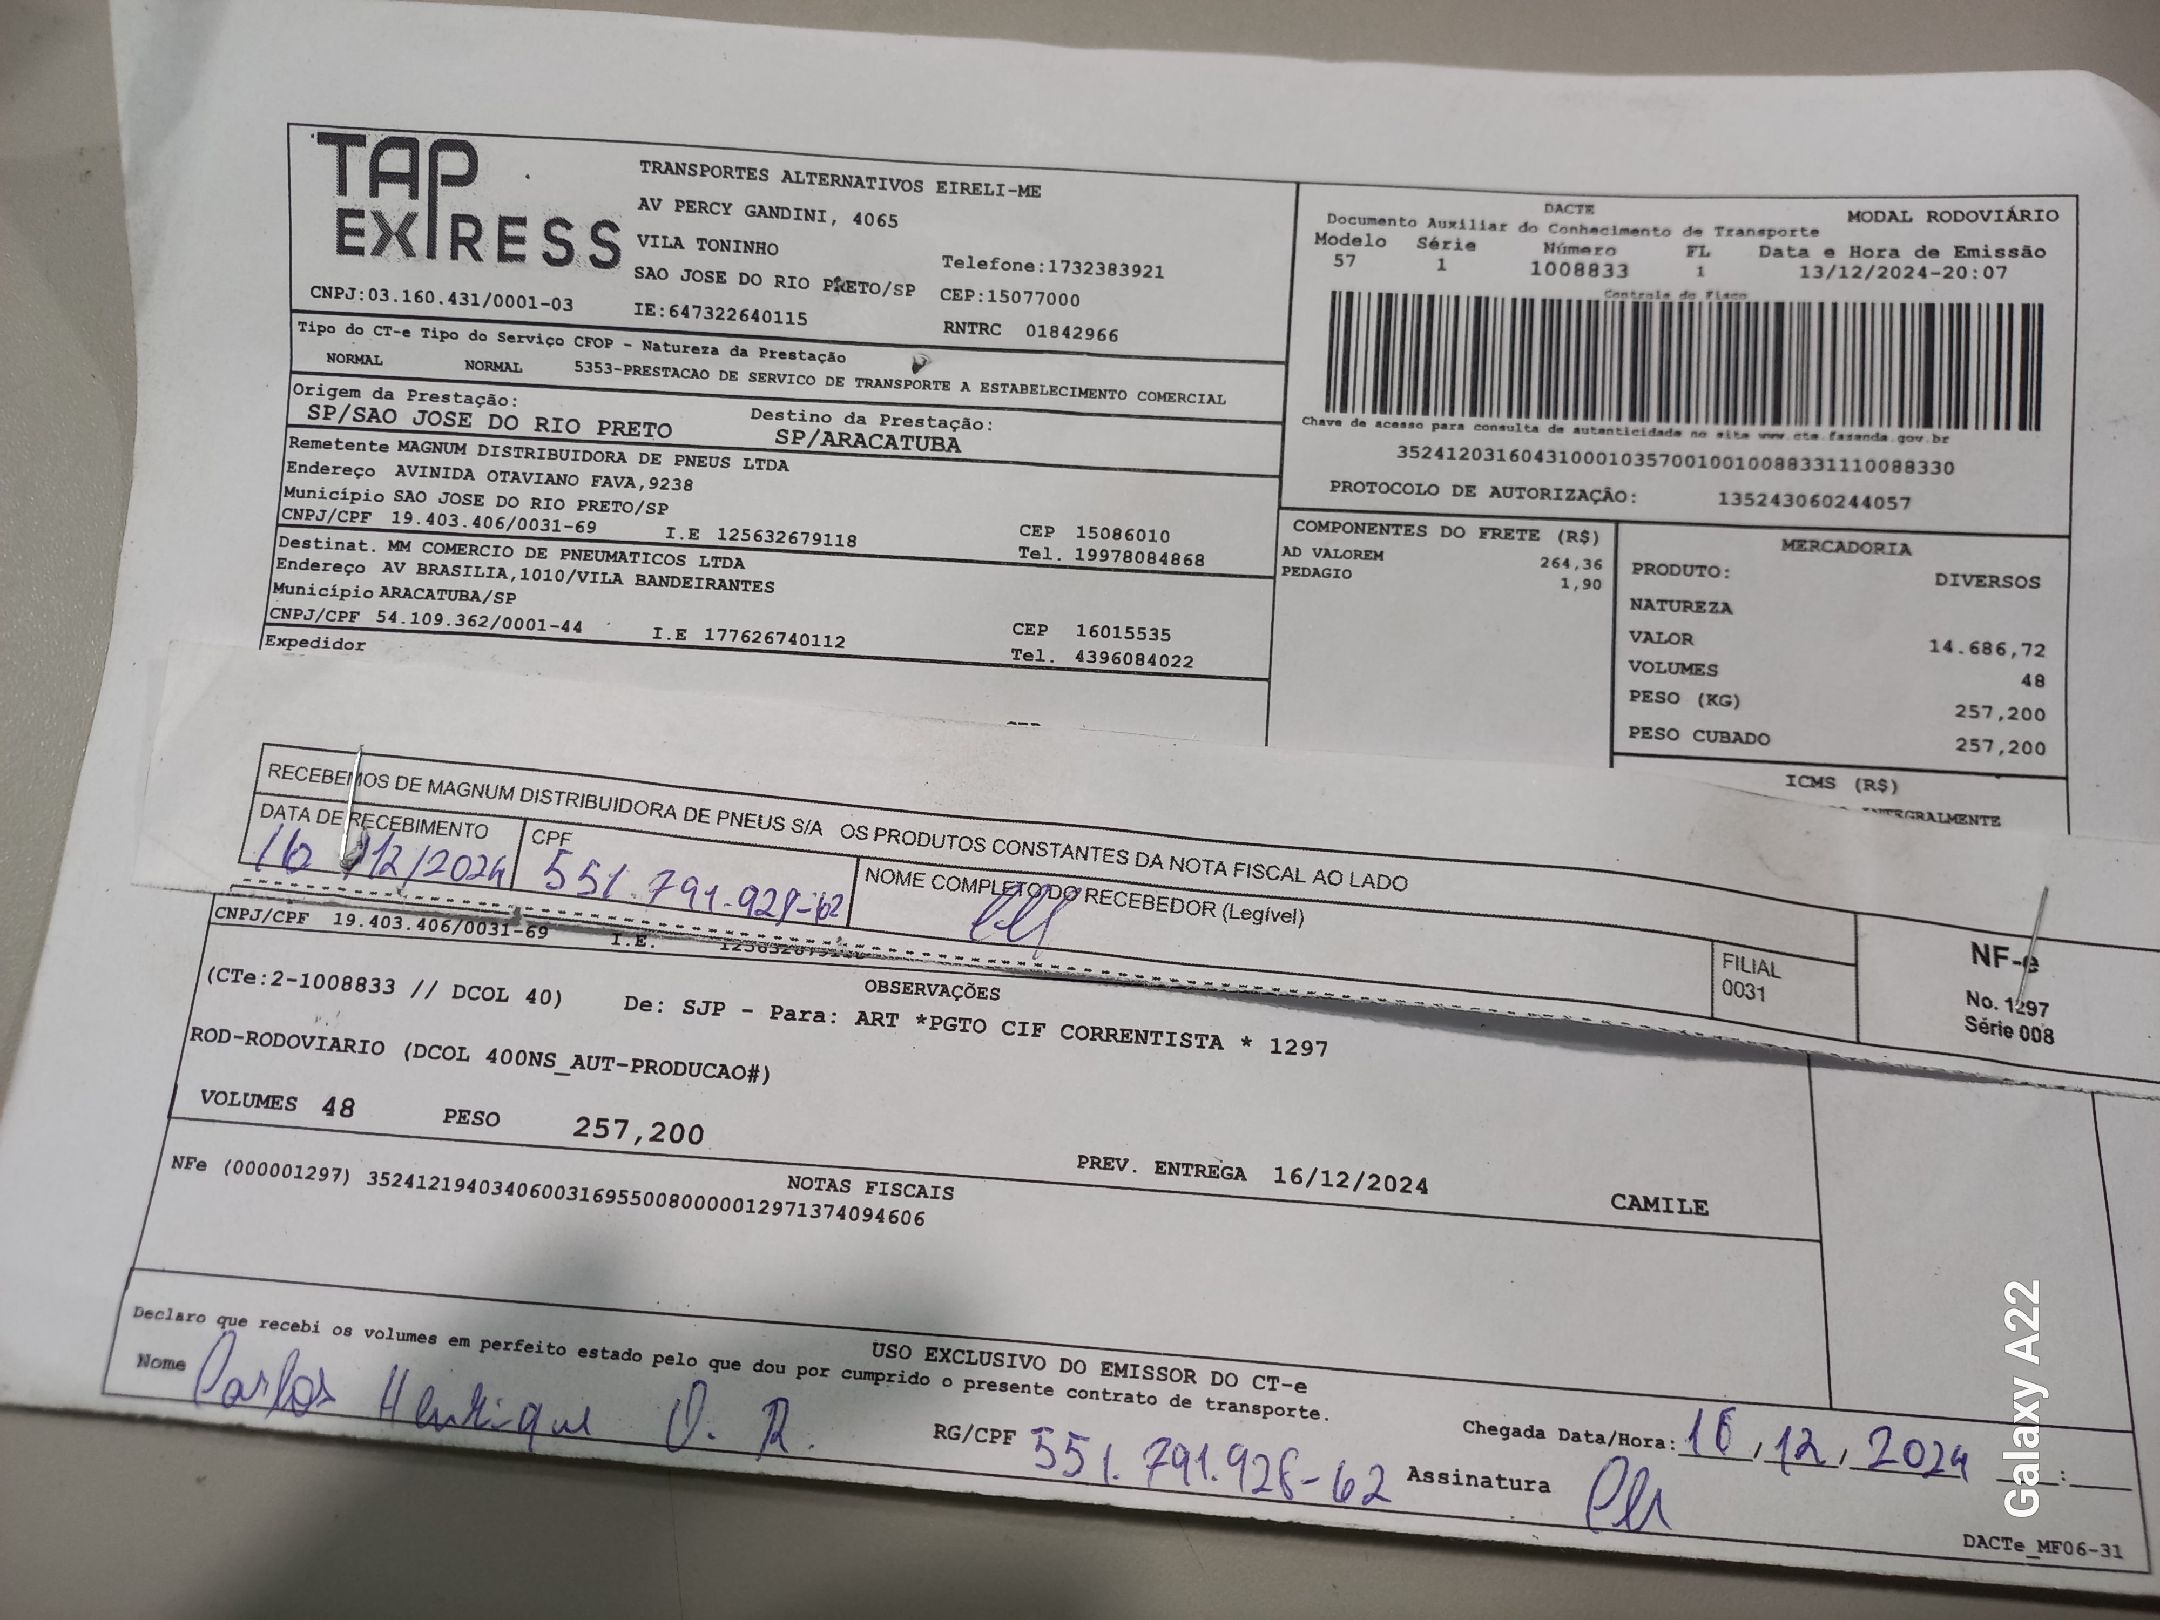 TAP EXPRESS
TRANSPORTES ALTERNATIVOS EIRELI-ME
AV PERCY GANDINI, 4065
VILA TONINHO
SAO JOSE DO RIO PRETO/SP
Telefone:1732383921
CEP:15077000
CNPJ:03.160.431/0001-03
IE:647322640115
RNTRC 01842966
DACTE
MODAL RODOVIÁRIO
Documento Auxiliar do Conhecimento de Transporte
Modelo Série Número FL Data e Hora de Emissão
57 1 1008833 1 13/12/2024-20:07
Controle do Fisco
Chave de acesso para consulta de autenticidade no site www.cte.fazenda.gov.br
35241203160431000103570010010088331110088330
PROTOCOLO DE AUTORIZAÇÃO: 135243060244057
Tipo do CT-e Tipo do Serviço CFOP - Natureza da Prestação
NORMAL NORMAL 5353-PRESTACAO DE SERVICO DE TRANSPORTE A ESTABELECIMENTO COMERCIAL
Origem da Prestação: Destino da Prestação:
SP/SAO JOSE DO RIO PRETO SP/ARACATUBA
Remetente MAGNUM DISTRIBUIDORA DE PNEUS LTDA
Endereço AVINIDA OTAVIANO FAVA,9238
Município SAO JOSE DO RIO PRETO/SP CEP 15086010
CNPJ/CPF 19.403.406/0031-69 I.E 125632679118 Tel. 19978084868
Destinat. MM COMERCIO DE PNEUMATICOS LTDA
Endereço AV BRASILIA,1010/VILA BANDEIRANTES
Município ARACATUBA/SP CEP 16015535
CNPJ/CPF 54.109.362/0001-44 I.E 177626740112 Tel. 4396084022
Expedidor
COMPONENTES DO FRETE (R$)
AD VALOREM 264,36
PEDAGIO 1,90
MERCADORIA
PRODUTO: DIVERSOS
NATUREZA
VALOR 14.686,72
VOLUMES 48
PESO (KG) 257,200
PESO CUBADO 257,200
ICMS (R$)
INTEGRALMENTE
RECEBEMOS DE MAGNUM DISTRIBUIDORA DE PNEUS S/A OS PRODUTOS CONSTANTES DA NOTA FISCAL AO LADO
DATA DE RECEBIMENTO CPF NOME COMPLETO DO RECEBEDOR (Legível)
16/12/2024 551.791.928-62
FILIAL
0031
NF-e
No. 1297
Série 008
CNPJ/CPF 19.403.406/0031-69 I.E.
OBSERVAÇÕES
(CTe:2-1008833 // DCOL 40) De: SJP - Para: ART *PGTO CIF CORRENTISTA * 1297
ROD-RODOVIARIO (DCOL 400NS_AUT-PRODUCAO#)
VOLUMES 48 PESO 257,200 PREV. ENTREGA 16/12/2024 CAMILE
NOTAS FISCAIS
NFe (000001297) 35241219403406003169550080000012971374094606
USO EXCLUSIVO DO EMISSOR DO CT-e
Declaro que recebi os volumes em perfeito estado pelo que dou por cumprido o presente contrato de transporte.
Nome Carlos Henrique O. R. RG/CPF 551.791.928-62 Chegada Data/Hora: 16,12,2024 :
Assinatura
DACTe_MF06-31
Galaxy A22